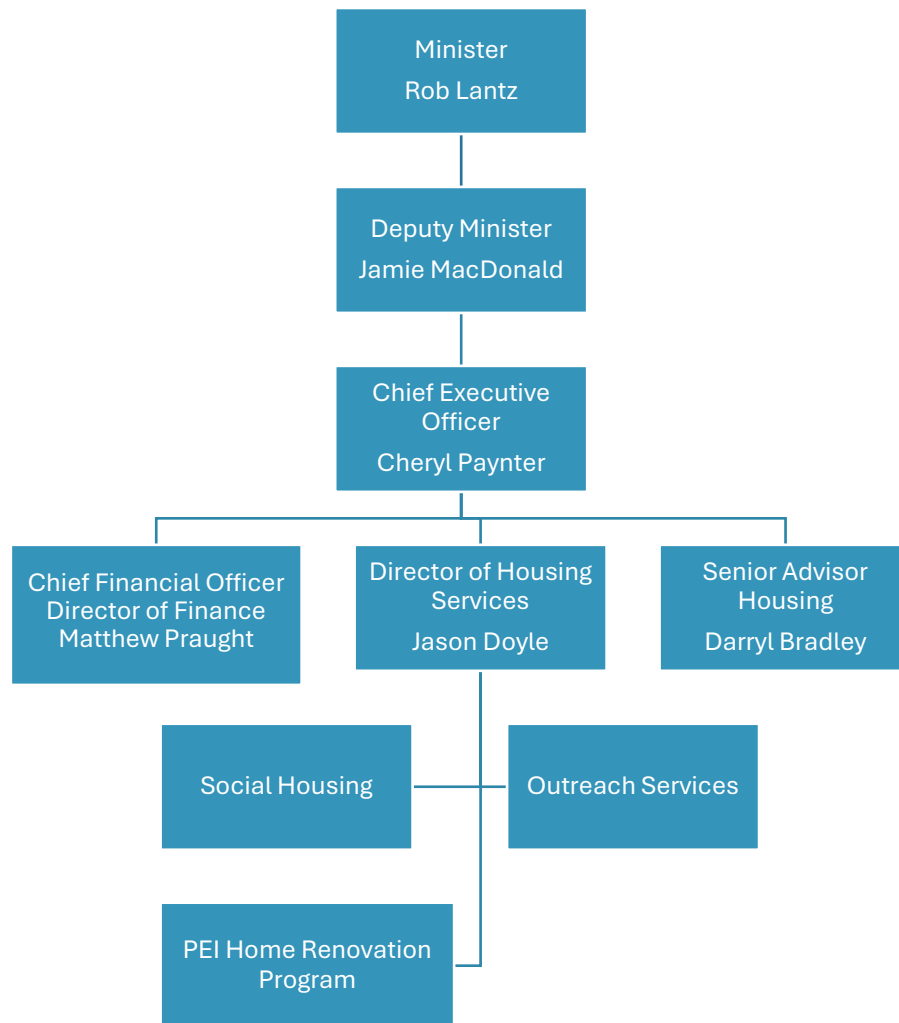 Minister
Rob Lantz
Deputy Minister
Jamie MacDonald
Chief Executive
Officer
Cheryl Paynter
Chief Financial Officer
Director of Finance
Matthew Praught
Director of Housing
Services
Jason Doyle
Senior Advisor
Housing
Darryl Bradley
Social Housing
Outreach Services
PEI Home Renovation
Program